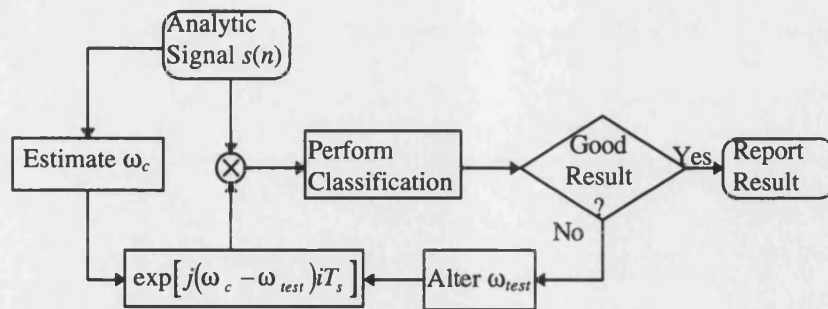 Analytic
Signal s(n)
Estimate ω_c
⊗
Perform
Classification
Good
Result
?
Yes
Report
Result
No
exp[j(ω_c − ω_test)iT_s]
Alter ω_test